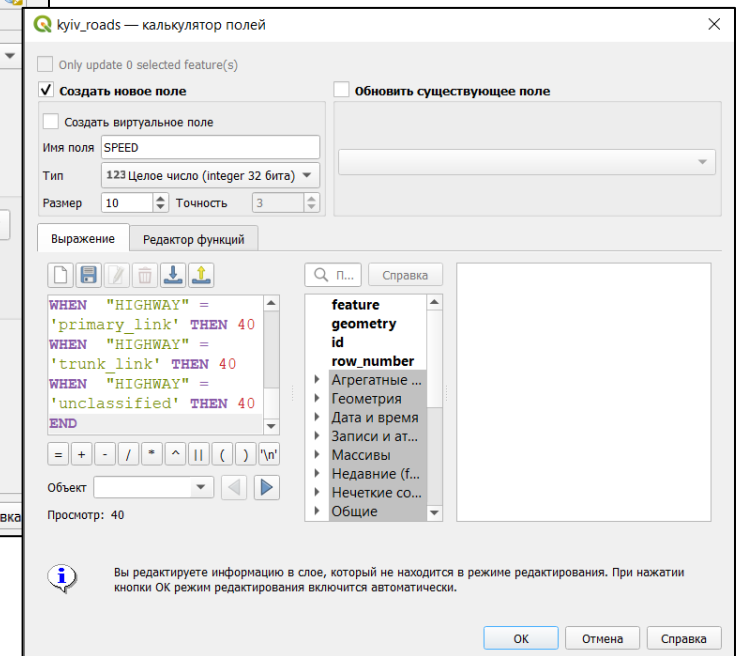 kyiv_roads — калькулятор полей
Only update 0 selected feature(s)
Создать новое поле
Обновить существующее поле
Создать виртуальное поле
Имя поля SPEED
Тип 123 Целое число (integer 32 бита)
Размер 10 Точность 3
Выражение Редактор функций
П... Справка
WHEN "HIGHWAY" =
'primary_link' THEN 40
WHEN "HIGHWAY" =
'trunk_link' THEN 40
WHEN "HIGHWAY" =
'unclassified' THEN 40
END
= + - / * ^ || ( ) '\n'
Объект
Просмотр: 40
feature
geometry
id
row_number
Агрегатные ...
Геометрия
Дата и время
Записи и ат...
Массивы
Недавние (f...
Нечеткие со...
Общие
вка
Вы редактируете информацию в слое, который не находится в режиме редактирования. При нажатии
кнопки ОК режим редактирования включится автоматически.
ОК Отмена Справка